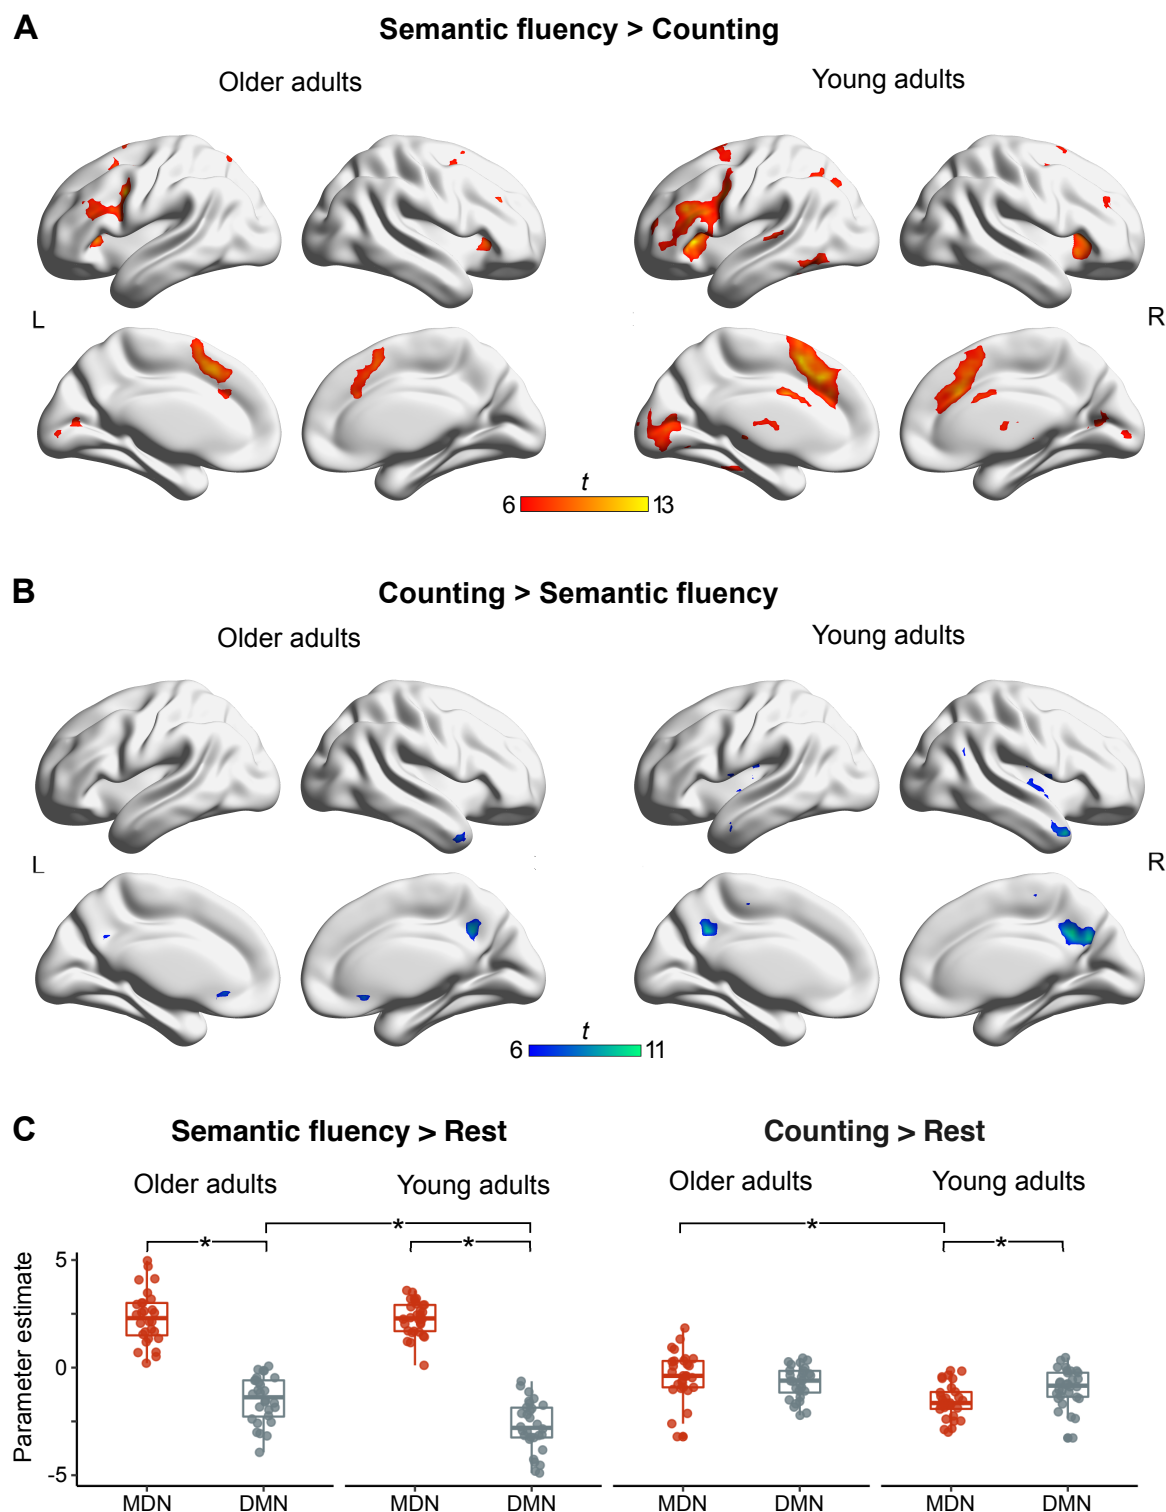 A
Semantic fluency > Counting
Older adults
Young adults
L
R
t
6
13
B
Counting > Semantic fluency
Older adults
Young adults
L
R
t
6
11
C
Semantic fluency > Rest
Counting > Rest
Older adults
Young adults
Older adults
Young adults
*
*
*
*
*
Parameter estimate
5
0
-5
MDN
DMN
MDN
DMN
MDN
DMN
MDN
DMN